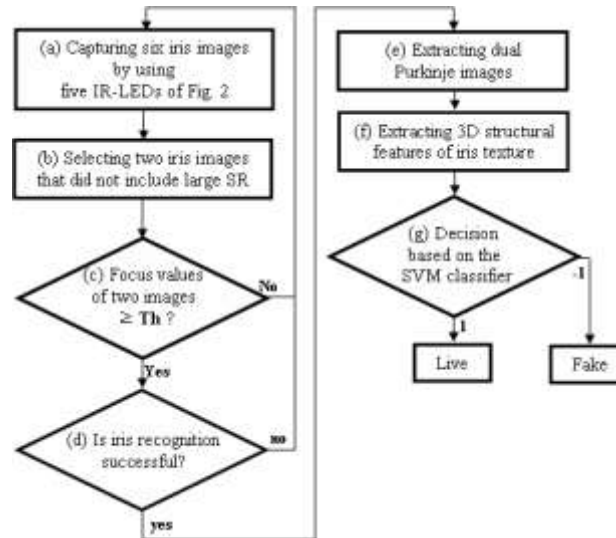 (a) Capturing six iris images
by using
five IR-LEDs of Fig. 2
(b) Selecting two iris images
that did not include large SR
(c) Focus values
of two images
≥ Th ?
No
Yes
(d) Is iris recognition
successful?
no
yes
(e) Extracting dual
Purkinje images
(f) Extracting 3D structural
features of iris texture
(g) Decision
based on the
SVM classifier
-1
1
Live
Fake